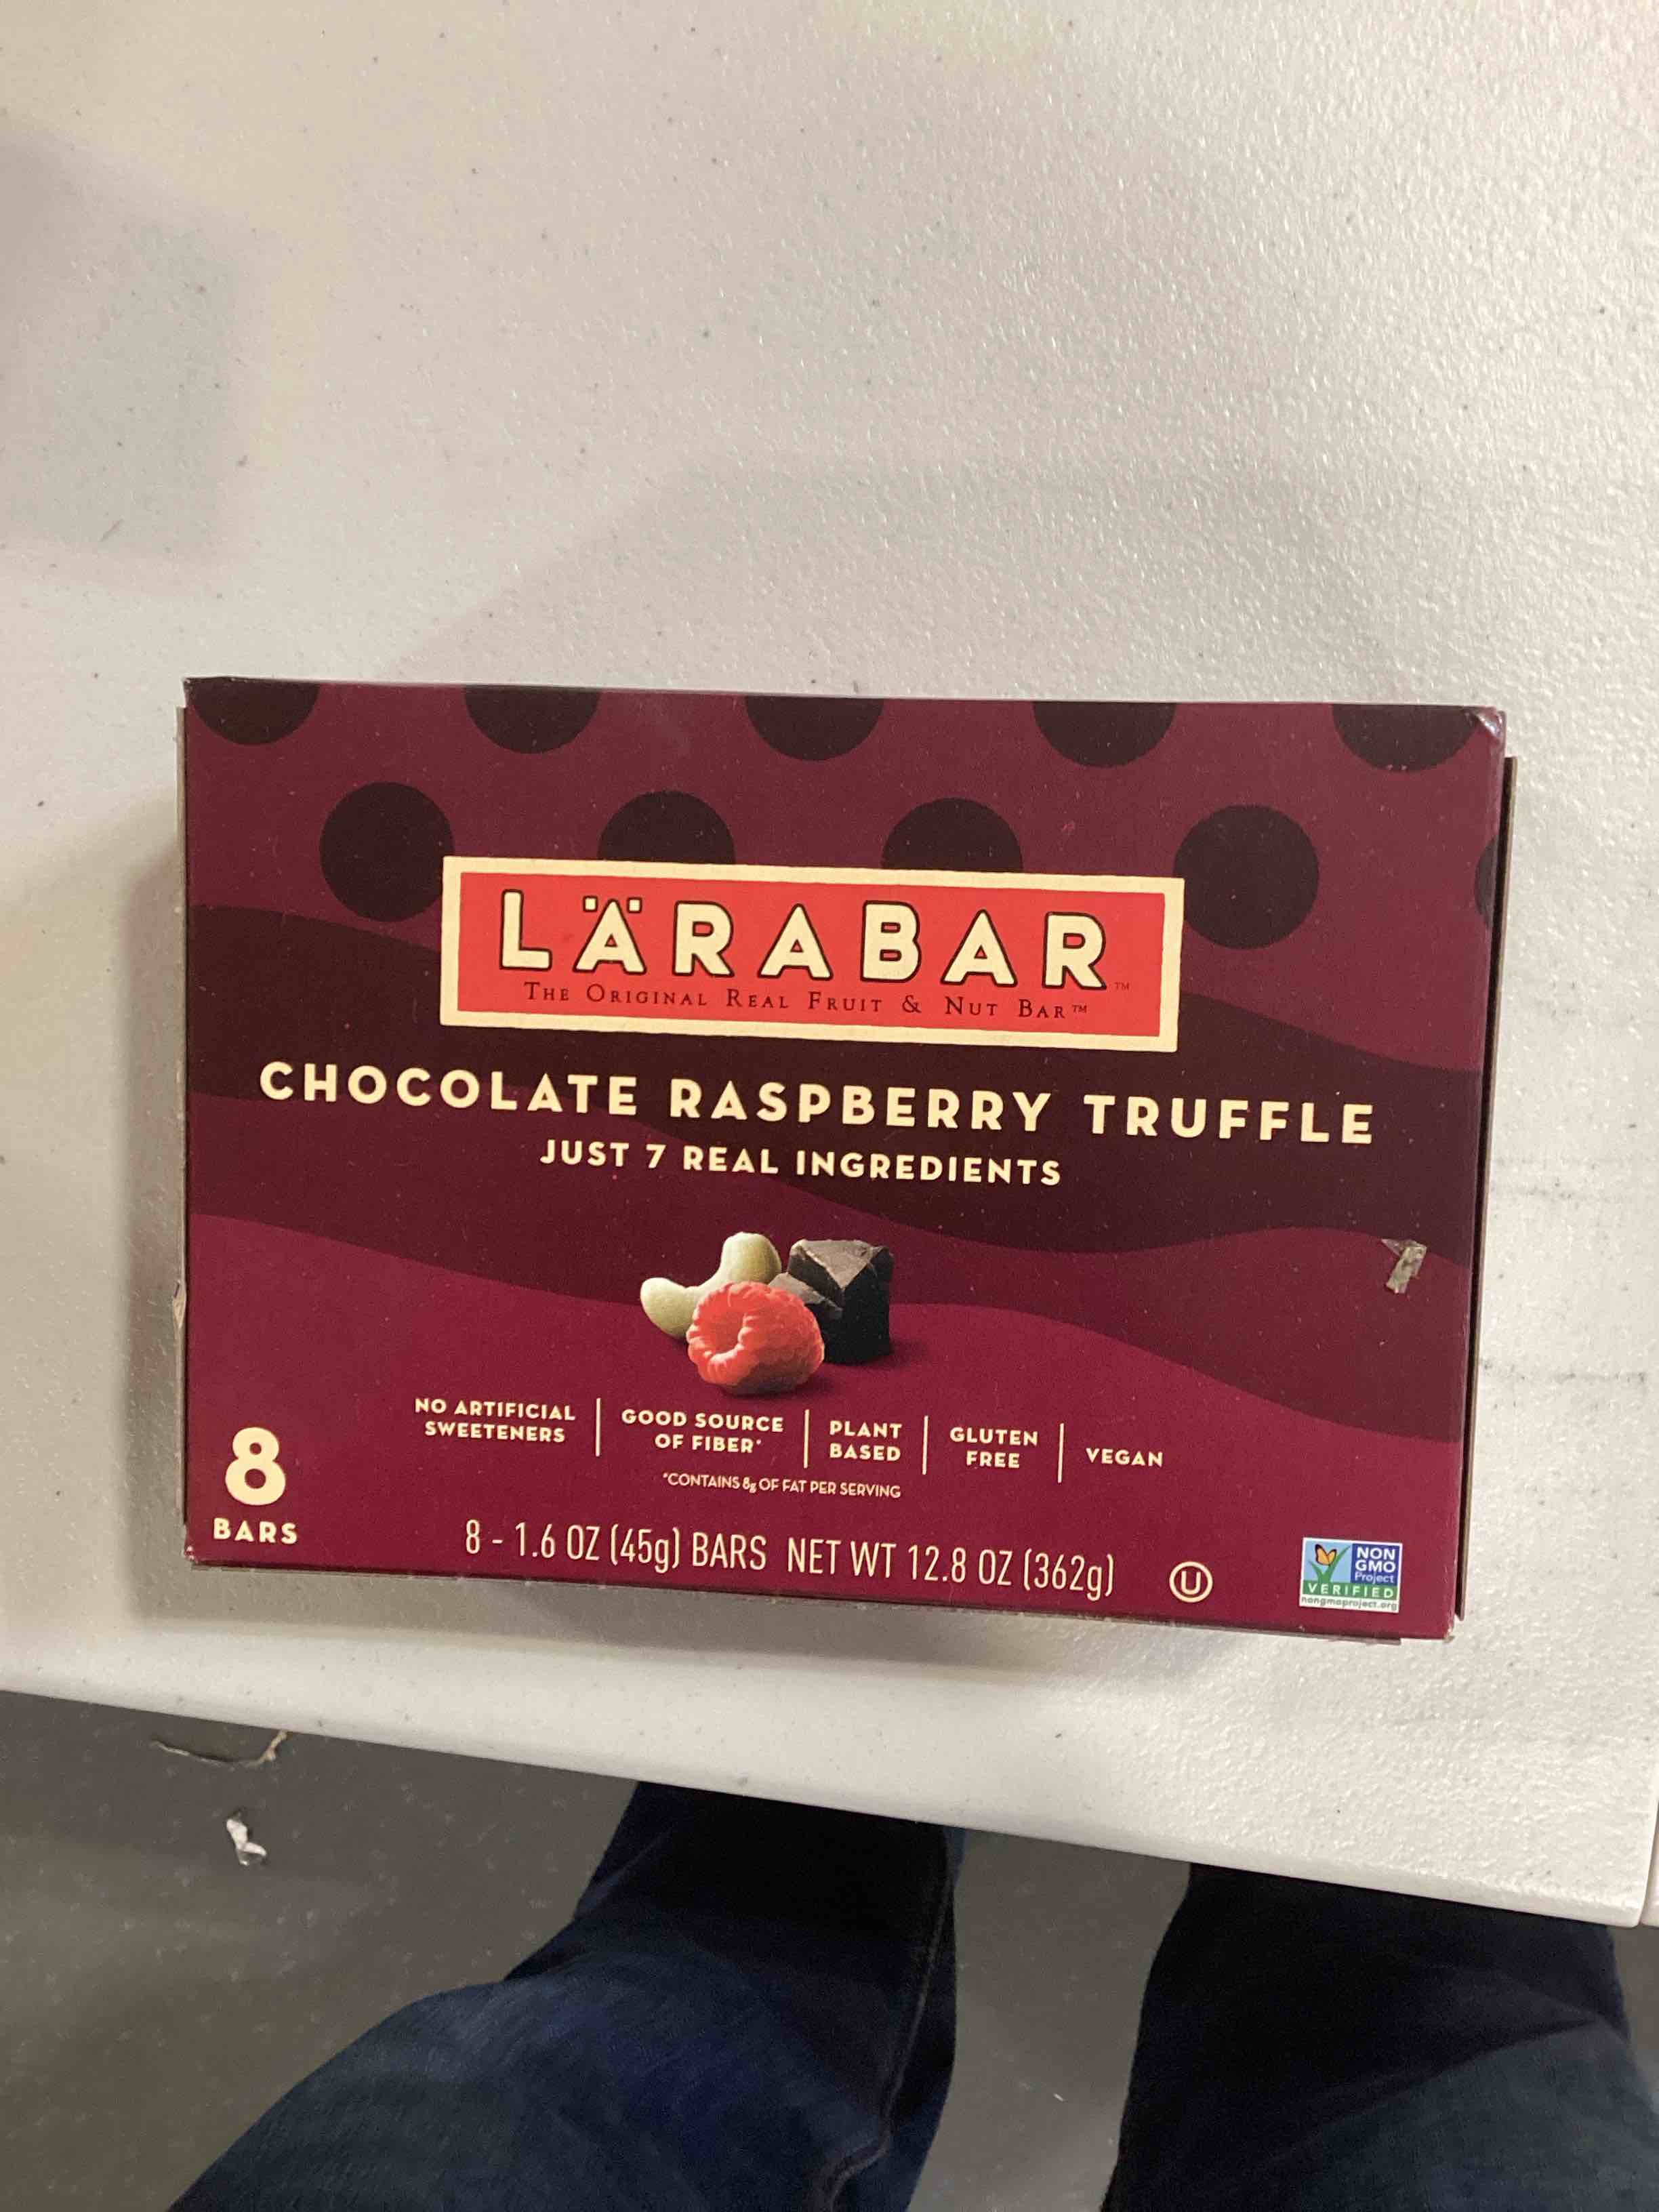 LÄRABAR™
THE ORIGINAL REAL FRUIT & NUT BAR™
CHOCOLATE RASPBERRY TRUFFLE
JUST 7 REAL INGREDIENTS
NO ARTIFICIAL
SWEETENERS
GOOD SOURCE
OF FIBER*
PLANT
BASED
GLUTEN
FREE
VEGAN
*CONTAINS 8g OF FAT PER SERVING
8
BARS
8 - 1.6 OZ (45g) BARS NET WT 12.8 OZ (362g)
U
NON
GMO
Project
VERIFIED
nongmoproject.org